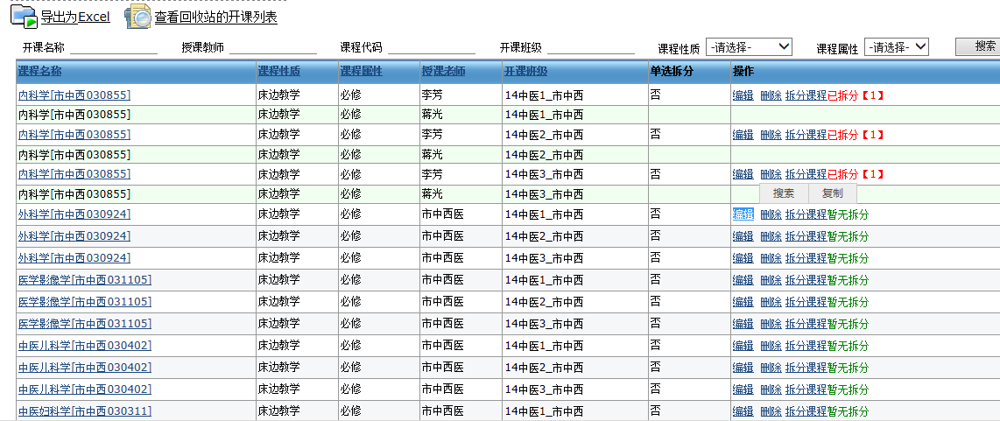 导出为Excel 查看回收站的开课列表
开课名称 授课教师 课程代码 开课班级 课程性质 -请选择- 课程属性 -请选择- 搜索
课程名称 课程性质 课程属性 授课老师 开课班级 单选拆分 操作
内科学[市中西030855] 床边教学 必修 李芳 14中医1_市中西 否 编辑 删除 拆分课程已拆分【1】
内科学[市中西030855] 床边教学 必修 蒋光 14中医1_市中西
内科学[市中西030855] 床边教学 必修 李芳 14中医2_市中西 否 编辑 删除 拆分课程已拆分【1】
内科学[市中西030855] 床边教学 必修 蒋光 14中医2_市中西
内科学[市中西030855] 床边教学 必修 李芳 14中医3_市中西 否 编辑 删除 拆分课程已拆分【1】
内科学[市中西030855] 床边教学 必修 蒋光 14中医3_市中西 搜索 复制
外科学[市中西030924] 床边教学 必修 市中西医 14中医1_市中西 否 编辑 删除 拆分课程暂无拆分
外科学[市中西030924] 床边教学 必修 市中西医 14中医2_市中西 否 编辑 删除 拆分课程暂无拆分
外科学[市中西030924] 床边教学 必修 市中西医 14中医3_市中西 否 编辑 删除 拆分课程暂无拆分
医学影像学[市中西031105] 床边教学 必修 市中西医 14中医1_市中西 否 编辑 删除 拆分课程暂无拆分
医学影像学[市中西031105] 床边教学 必修 市中西医 14中医2_市中西 否 编辑 删除 拆分课程暂无拆分
医学影像学[市中西031105] 床边教学 必修 市中西医 14中医3_市中西 否 编辑 删除 拆分课程暂无拆分
中医儿科学[市中西030402] 床边教学 必修 市中西医 14中医1_市中西 否 编辑 删除 拆分课程暂无拆分
中医儿科学[市中西030402] 床边教学 必修 市中西医 14中医2_市中西 否 编辑 删除 拆分课程暂无拆分
中医儿科学[市中西030402] 床边教学 必修 市中西医 14中医3_市中西 否 编辑 删除 拆分课程暂无拆分
中医妇科学[市中西030311] 床边教学 必修 市中西医 14中医1_市中西 否 编辑 删除 拆分课程暂无拆分